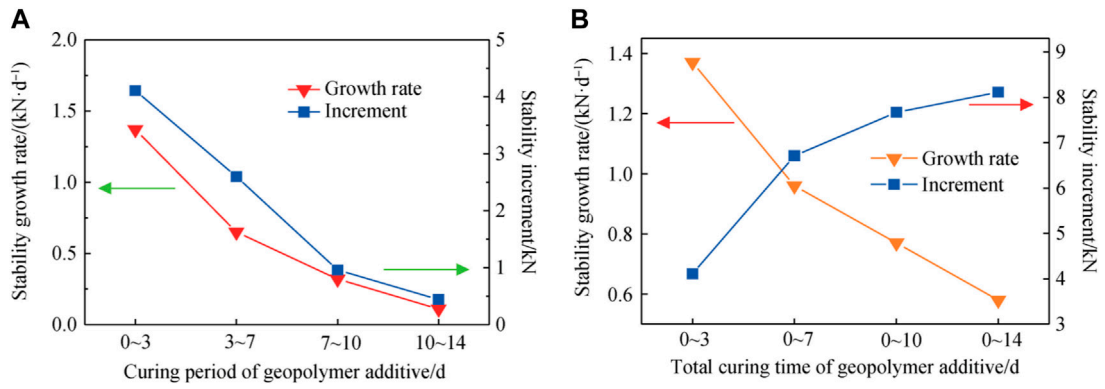 A
Stability growth rate/(kN·d⁻¹)
2.0
1.5
1.0
0.5
0.0
Growth rate
Increment
5
4
3
2
1
0
Stability increment/kN
0~3 3~7 7~10 10~14
Curing period of geopolymer additive/d
B
Stability growth rate/(kN·d⁻¹)
1.4
1.2
1.0
0.8
0.6
Growth rate
Increment
9
8
7
6
5
4
3
Stability increment/kN
0~3 0~7 0~10 0~14
Total curing time of geopolymer additive/d